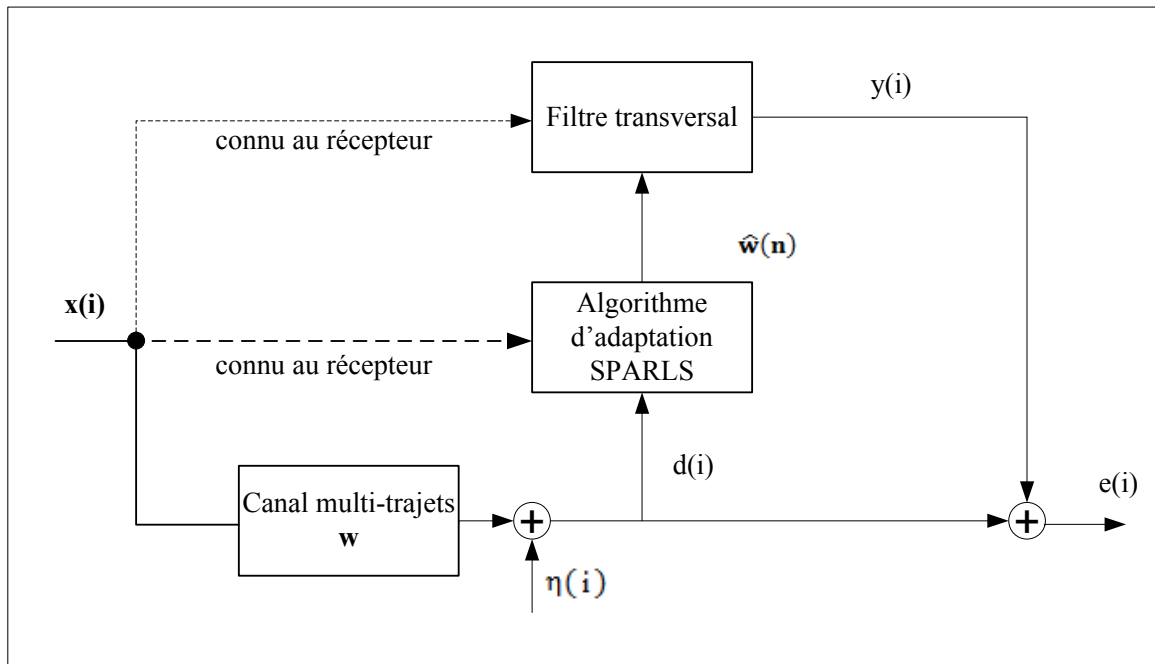 y(i)
Filtre transversal
connu au récepteur
ŵ(n)
x(i)
Algorithme
d'adaptation
SPARLS
connu au récepteur
d(i)
e(i)
Canal multi-trajets
w
+
+
η(i)